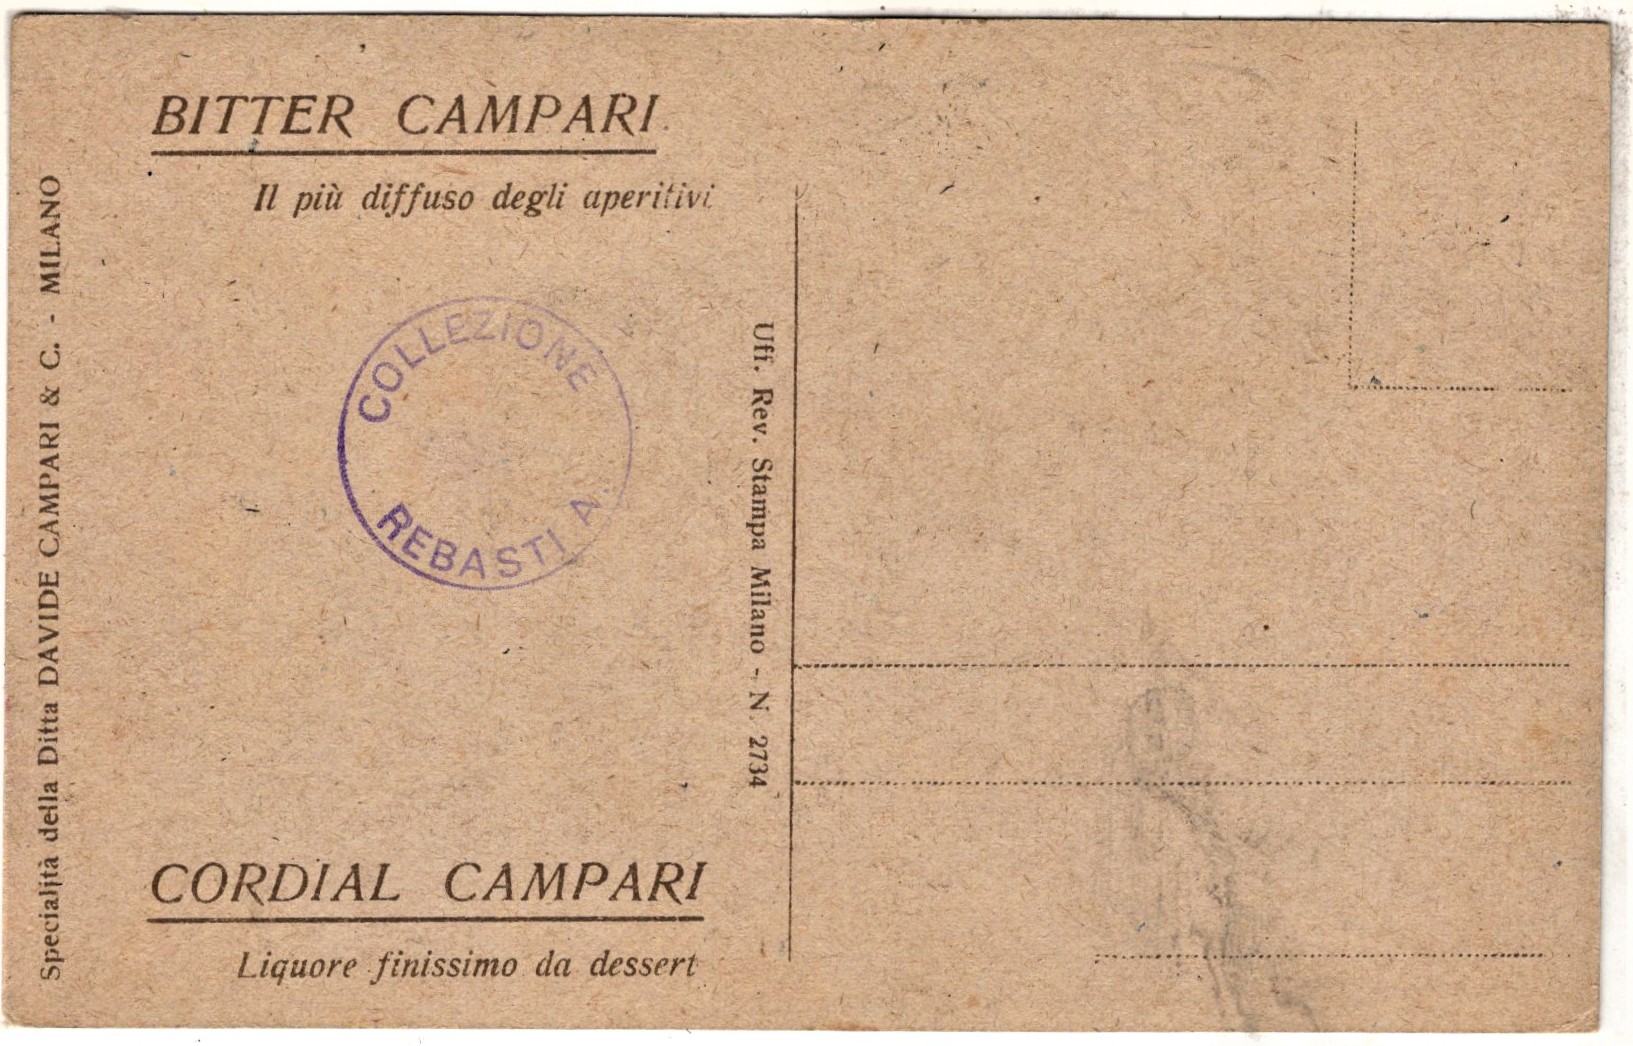 BITTER CAMPARI
Il più diffuso degli aperitivi
Specialità della Ditta DAVIDE CAMPARI & C. - MILANO
COLLEZIONE
REBASTI A.
Uff. Rev. Stampa Milano - N. 2734
CORDIAL CAMPARI
Liquore finissimo da dessert